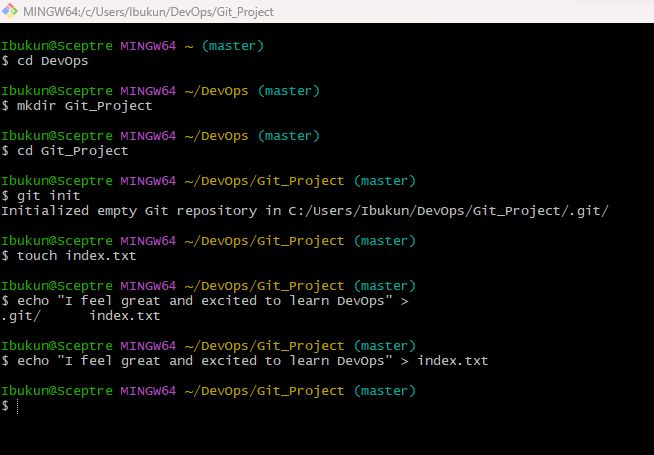 MINGW64:/c/Users/Ibukun/DevOps/Git_Project
Ibukun@Sceptre MINGW64 ~ (master)
$ cd DevOps
Ibukun@Sceptre MINGW64 ~/DevOps (master)
$ mkdir Git_Project
Ibukun@Sceptre MINGW64 ~/DevOps (master)
$ cd Git_Project
Ibukun@Sceptre MINGW64 ~/DevOps/Git_Project (master)
$ git init
Initialized empty Git repository in C:/Users/Ibukun/DevOps/Git_Project/.git/
Ibukun@Sceptre MINGW64 ~/DevOps/Git_Project (master)
$ touch index.txt
Ibukun@Sceptre MINGW64 ~/DevOps/Git_Project (master)
$ echo "I feel great and excited to learn DevOps" >
.git/      index.txt
Ibukun@Sceptre MINGW64 ~/DevOps/Git_Project (master)
$ echo "I feel great and excited to learn DevOps" > index.txt
Ibukun@Sceptre MINGW64 ~/DevOps/Git_Project (master)
$